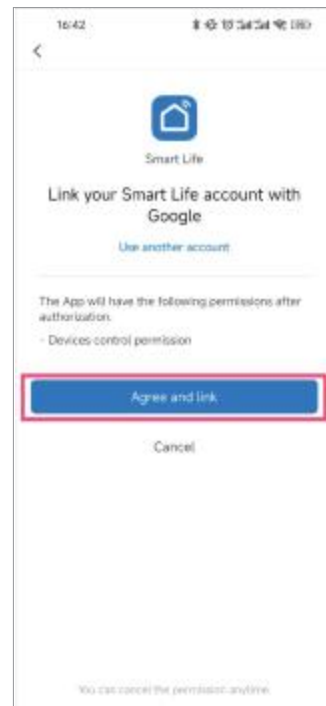 16:42
Smart Life
Link your Smart Life account with
Google
Use another account
The App will have the following permissions after
authorization.
- Devices control permission
Agree and link
Cancel
You can cancel the permission anytime.